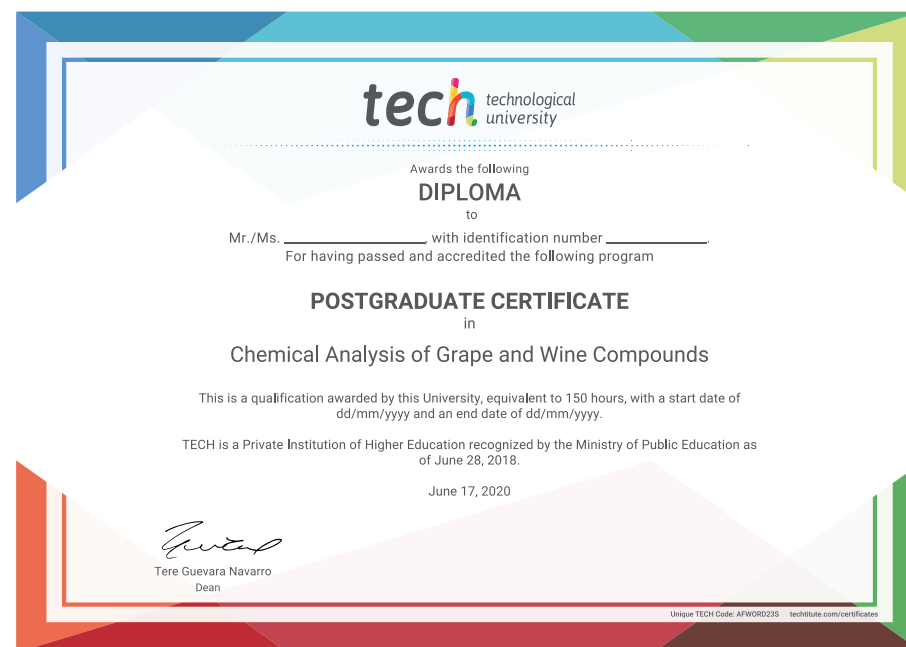 tech technological
university
Awards the following
DIPLOMA
to
Mr./Ms. ____________________, with identification number ______________.
For having passed and accredited the following program
POSTGRADUATE CERTIFICATE
in
Chemical Analysis of Grape and Wine Compounds
This is a qualification awarded by this University, equivalent to 150 hours, with a start date of
dd/mm/yyyy and an end date of dd/mm/yyyy.
TECH is a Private Institution of Higher Education recognized by the Ministry of Public Education as
of June 28, 2018.
June 17, 2020
Tere Guevara Navarro
Dean
Unique TECH Code: AFWORD23S techtitute.com/certificates